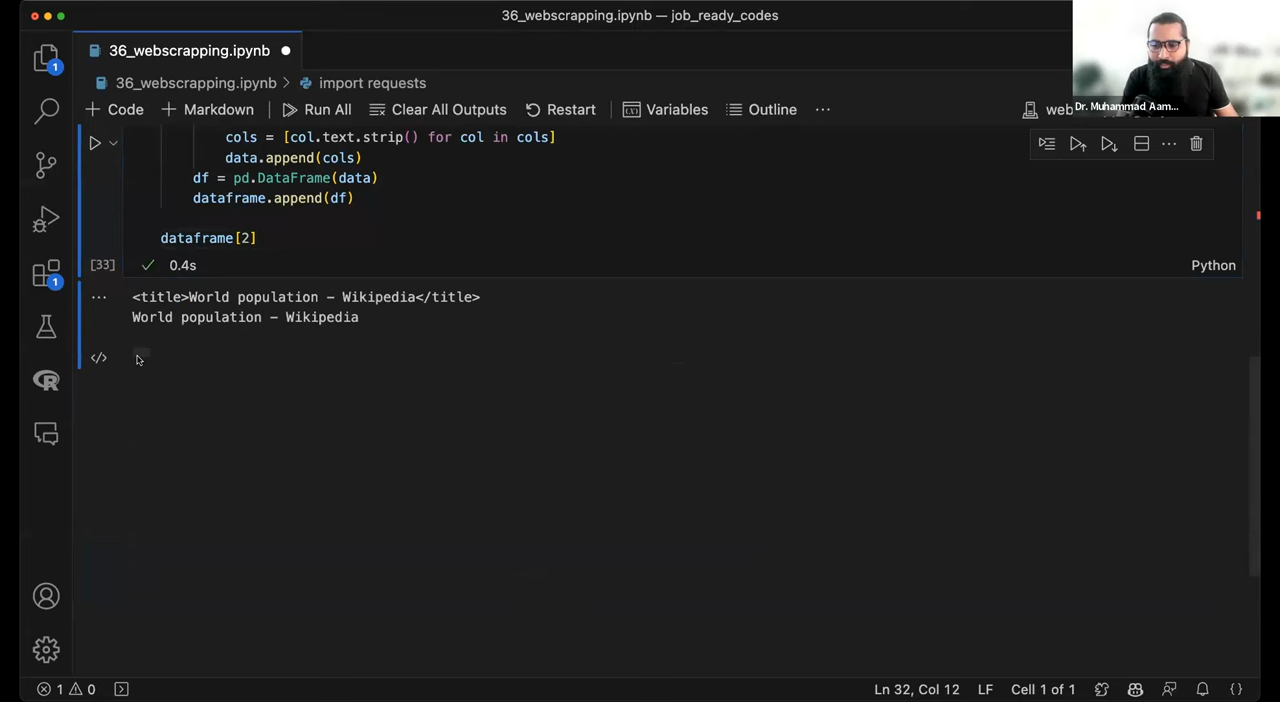 36_webscrapping.ipynb — job_ready_codes
36_webscrapping.ipynb
36_webscrapping.ipynb > import requests
Code Markdown Run All Clear All Outputs Restart Variables Outline ... web
Dr. Muhammad Aam...
cols = [col.text.strip() for col in cols]
data.append(cols)
df = pd.DataFrame(data)
dataframe.append(df)
dataframe[2]
[33] 0.4s Python
<title>World population – Wikipedia</title>
World population – Wikipedia
1
1
R
1 0 Ln 32, Col 12 LF Cell 1 of 1